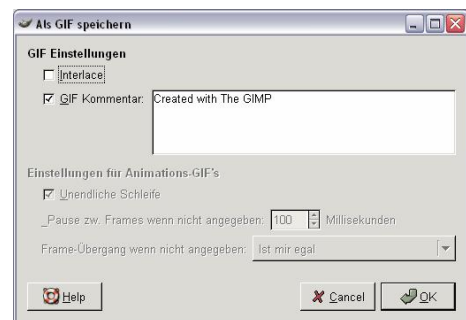 Als GIF speichern
GIF Einstellungen
Interlace
GIF Kommentar: Created with The GIMP
Einstellungen für Animations-GIF's
Unendliche Schleife
_Pause zw. Frames wenn nicht angegeben: 100 Millisekunden
Frame-Übergang wenn nicht angegeben: Ist mir egal
Help Cancel OK